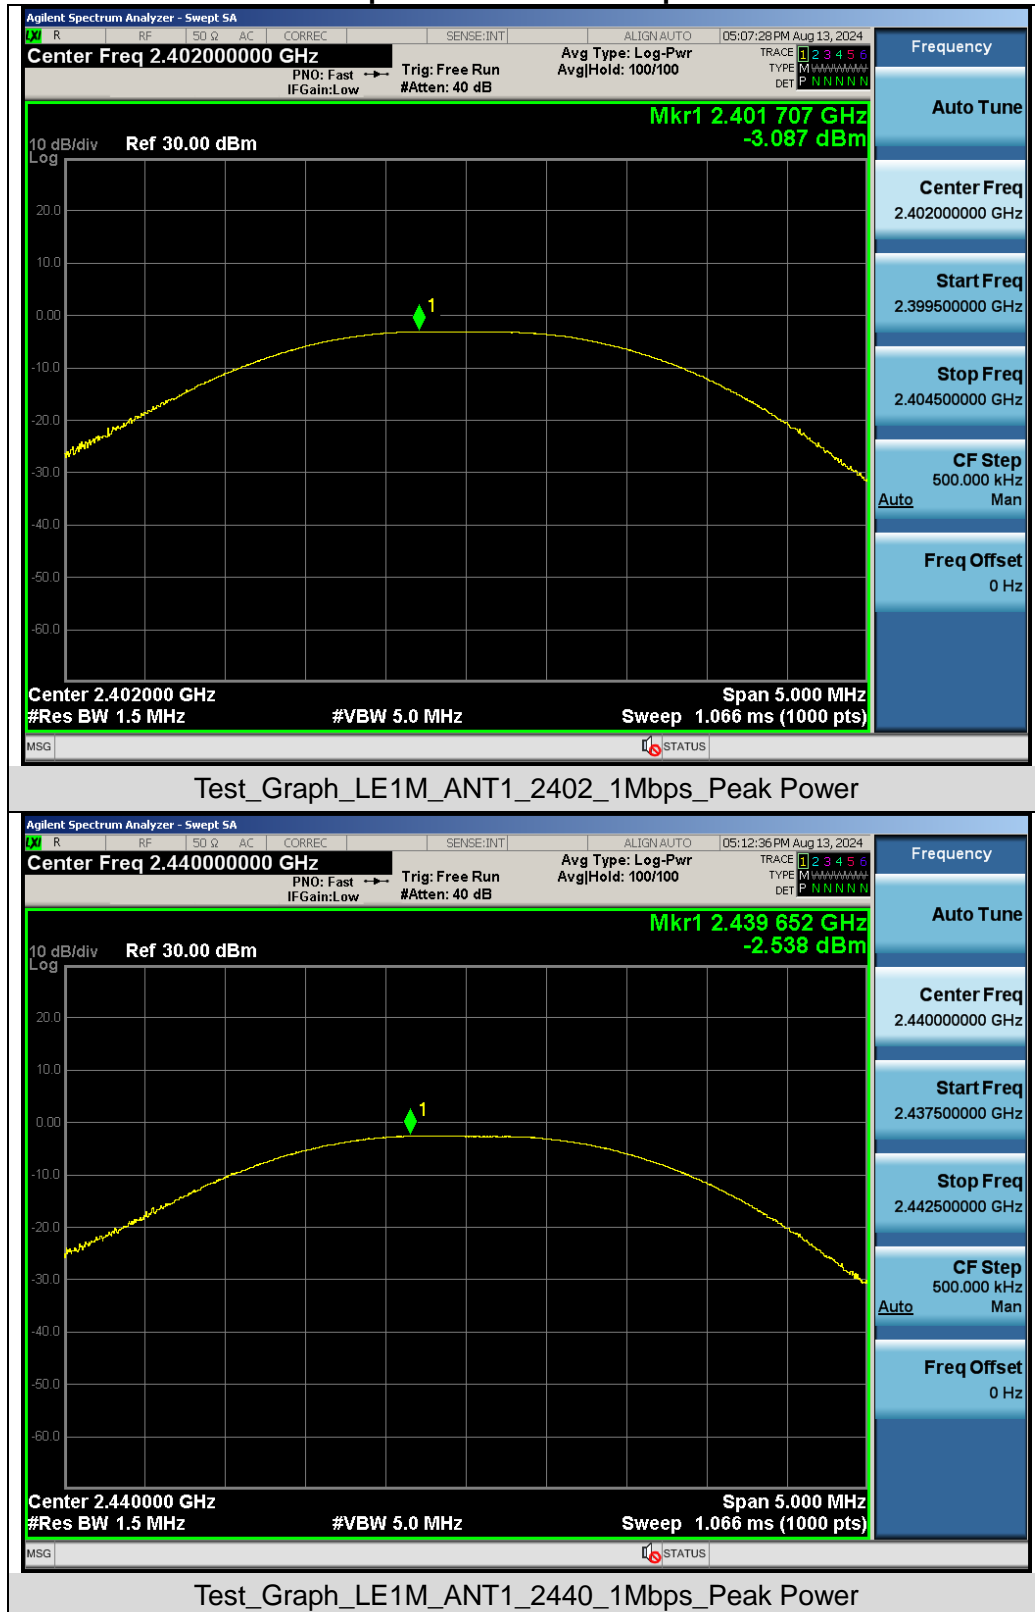 Agilent Spectrum Analyzer - Swept SA
LXI R RF 50 Ω AC CORREC SENSE:INT ALIGN AUTO 05:07:28 PM Aug 13, 2024
Center Freq 2.402000000 GHz
PNO: Fast
IFGain:Low
Trig: Free Run
#Atten: 40 dB
Avg Type: Log-Pwr
Avg|Hold: 100/100
TRACE 1 2 3 4 5 6
TYPE M W W W W W
DET P N N N N N
Mkr1 2.401 707 GHz
-3.087 dBm
10 dB/div Ref 30.00 dBm
Log
20.0
10.0
0.00
-10.0
-20.0
-30.0
-40.0
-50.0
-60.0
1
Center 2.402000 GHz Span 5.000 MHz
#Res BW 1.5 MHz #VBW 5.0 MHz Sweep 1.066 ms (1000 pts)
MSG STATUS
Frequency
Auto Tune
Center Freq
2.402000000 GHz
Start Freq
2.399500000 GHz
Stop Freq
2.404500000 GHz
CF Step
500.000 kHz
Auto Man
Freq Offset
0 Hz
Test_Graph_LE1M_ANT1_2402_1Mbps_Peak Power
Agilent Spectrum Analyzer - Swept SA
LXI R RF 50 Ω AC CORREC SENSE:INT ALIGN AUTO 05:12:36 PM Aug 13, 2024
Center Freq 2.440000000 GHz
PNO: Fast
IFGain:Low
Trig: Free Run
#Atten: 40 dB
Avg Type: Log-Pwr
Avg|Hold: 100/100
TRACE 1 2 3 4 5 6
TYPE M W W W W W
DET P N N N N N
Mkr1 2.439 652 GHz
-2.538 dBm
10 dB/div Ref 30.00 dBm
Log
20.0
10.0
0.00
-10.0
-20.0
-30.0
-40.0
-50.0
-60.0
1
Center 2.440000 GHz Span 5.000 MHz
#Res BW 1.5 MHz #VBW 5.0 MHz Sweep 1.066 ms (1000 pts)
MSG STATUS
Frequency
Auto Tune
Center Freq
2.440000000 GHz
Start Freq
2.437500000 GHz
Stop Freq
2.442500000 GHz
CF Step
500.000 kHz
Auto Man
Freq Offset
0 Hz
Test_Graph_LE1M_ANT1_2440_1Mbps_Peak Power